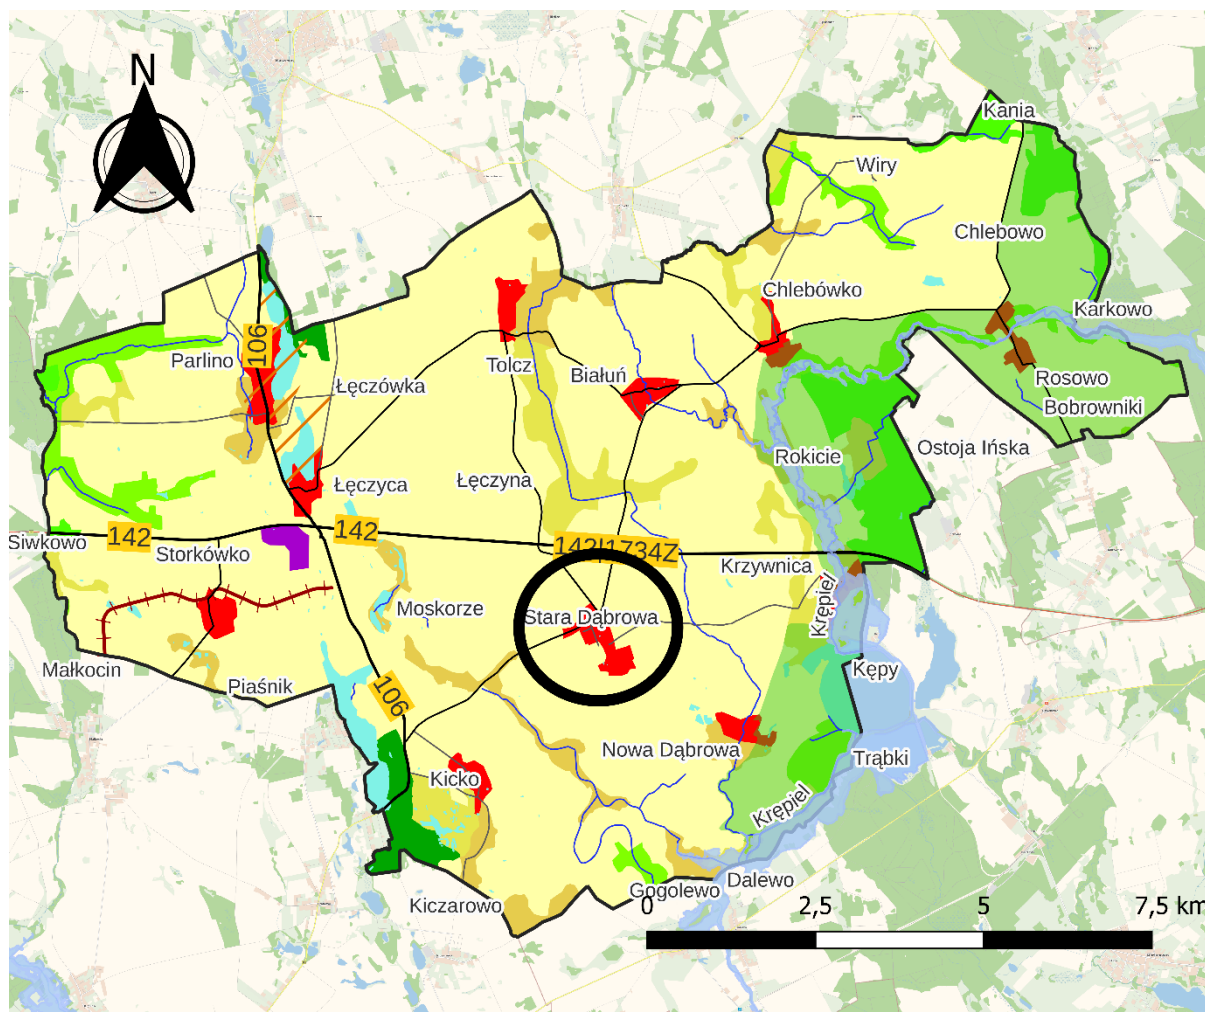 N
Kania
Wiry
Chlebowo
Chlebówko
Karkowo
106
Parlino
Łęczówka
Tolcz
Białuń
Rosowo
Bobrowniki
Ostoja Ińska
Rokicie
Łęczyca
Łęczyna
142
142
142|1734Z
Siwkowo
Storkówko
Krzywnica
Krępiel
Moskorze
Stara Dąbrowa
Małkocin
Piaśnik
106
Kępy
Nowa Dąbrowa
Trąbki
Kicko
Krępiel
Dalewo
Gogolewo
Kiczarowo
0 2,5 5 7,5 km